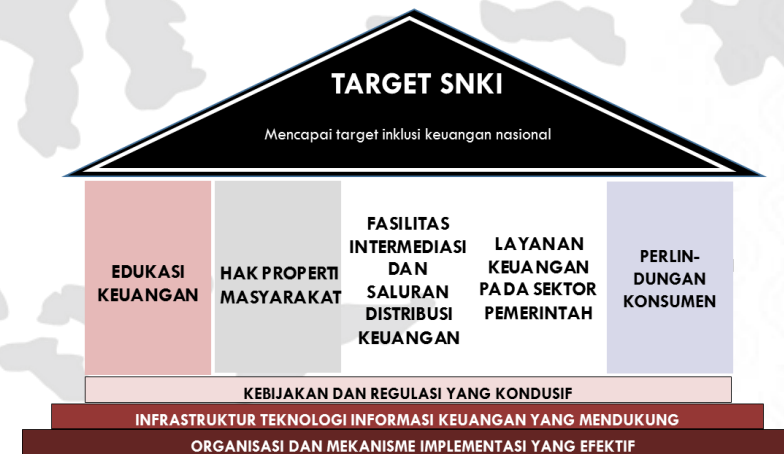 TARGET SNKI
Mencapai target inklusi keuangan nasional
EDUKASI
KEUANGAN
HAK PROPERTI
MASYARAKAT
FASILITAS
INTERMEDIASI
DAN
SALURAN
DISTRIBUSI
KEUANGAN
LAYANAN
KEUANGAN
PADA SEKTOR
PEMERINTAH
PERLIN-
DUNGAN
KONSUMEN
KEBIJAKAN DAN REGULASI YANG KONDUSIF
INFRASTRUKTUR TEKNOLOGI INFORMASI KEUANGAN YANG MENDUKUNG
ORGANISASI DAN MEKANISME IMPLEMENTASI YANG EFEKTIF